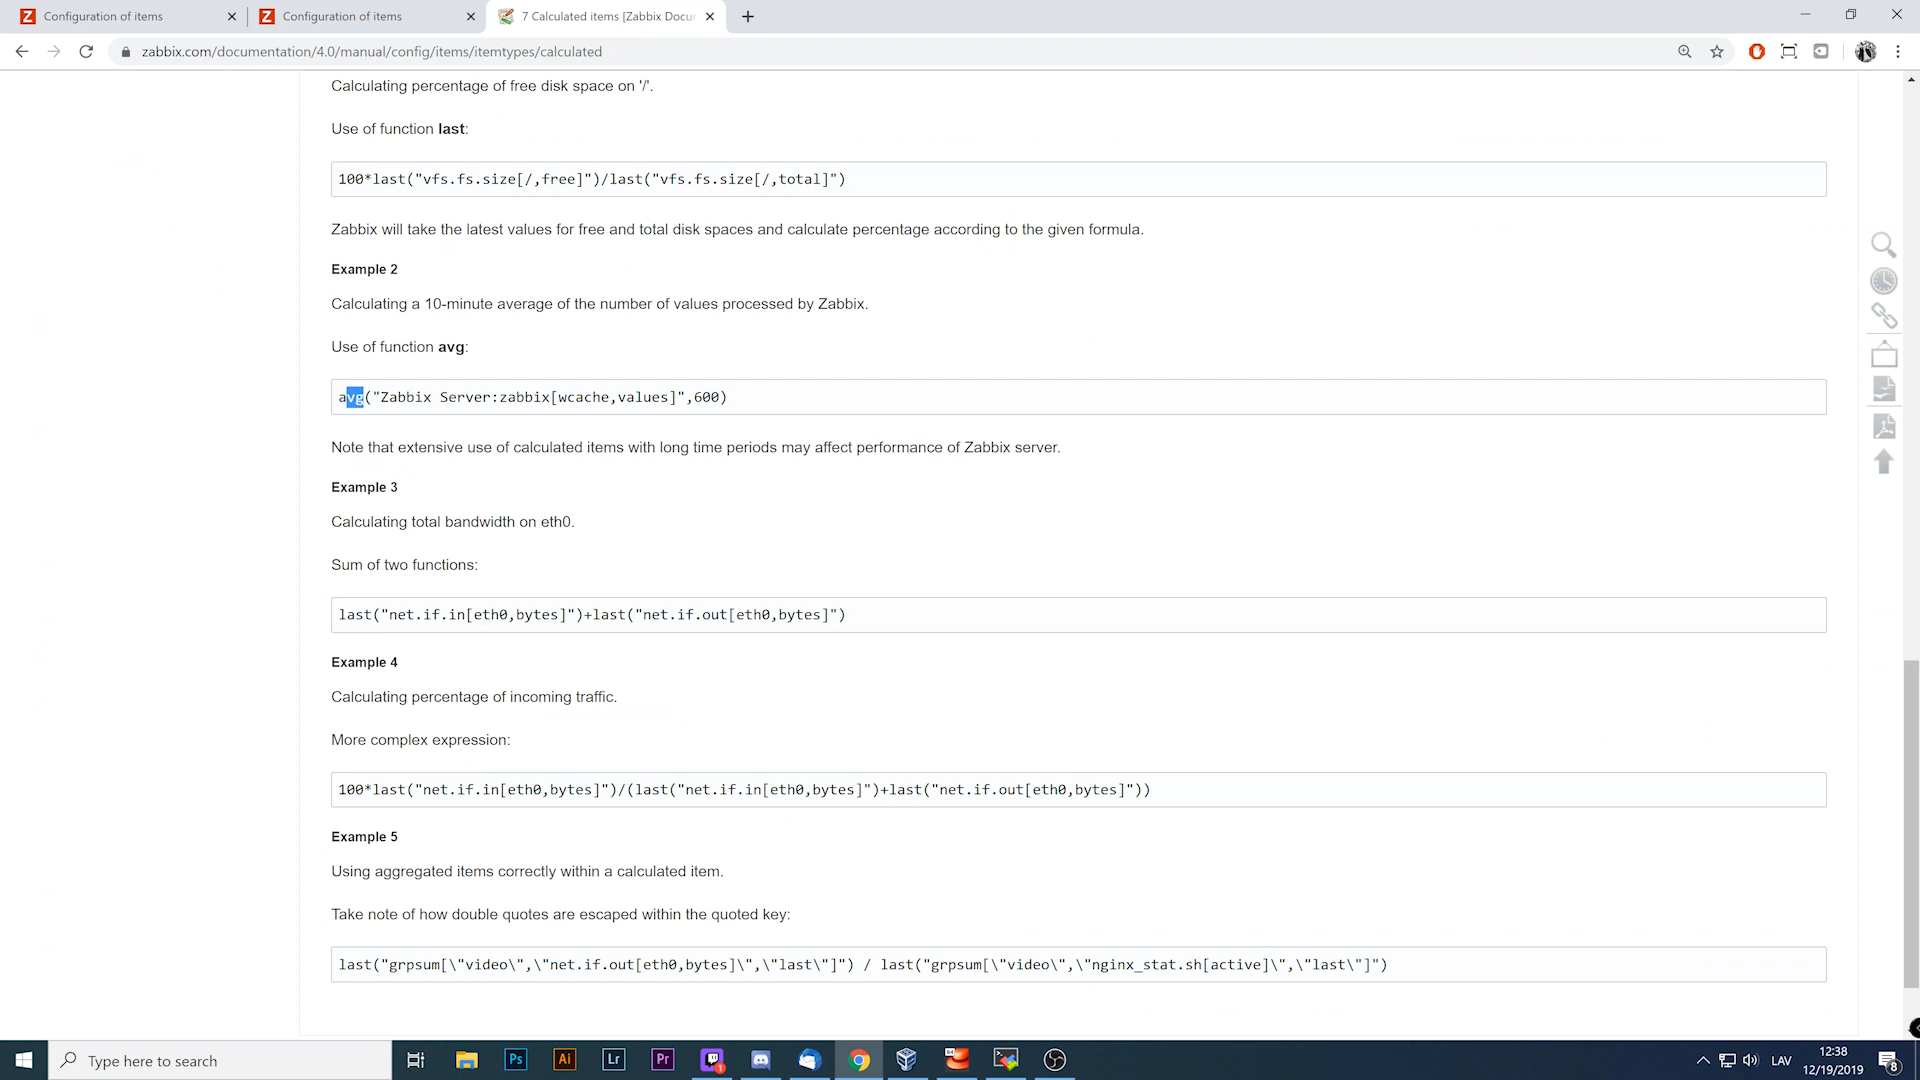 Configuration of items
Configuration of items
7 Calculated items [Zabbix Docu
zabbix.com/documentation/4.0/manual/config/items/itemtypes/calculated
Calculating percentage of free disk space on '/'.
Use of function last:
100*last("vfs.fs.size[/,free]")/last("vfs.fs.size[/,total]")
Zabbix will take the latest values for free and total disk spaces and calculate percentage according to the given formula.
Example 2
Calculating a 10-minute average of the number of values processed by Zabbix.
Use of function avg:
avg("Zabbix Server:zabbix[wcache,values]",600)
Note that extensive use of calculated items with long time periods may affect performance of Zabbix server.
Example 3
Calculating total bandwidth on eth0.
Sum of two functions:
last("net.if.in[eth0,bytes]")+last("net.if.out[eth0,bytes]")
Example 4
Calculating percentage of incoming traffic.
More complex expression:
100*last("net.if.in[eth0,bytes]")/(last("net.if.in[eth0,bytes]")+last("net.if.out[eth0,bytes]"))
Example 5
Using aggregated items correctly within a calculated item.
Take note of how double quotes are escaped within the quoted key:
last("grpsum[\"video\",\"net.if.out[eth0,bytes]\",\"last\"]") / last("grpsum[\"video\",\"nginx_stat.sh[active]\",\"last\"]")
Type here to search
Ps
Ai
Lr
Pr
1
64
LAV
12:38
12/19/2019
8